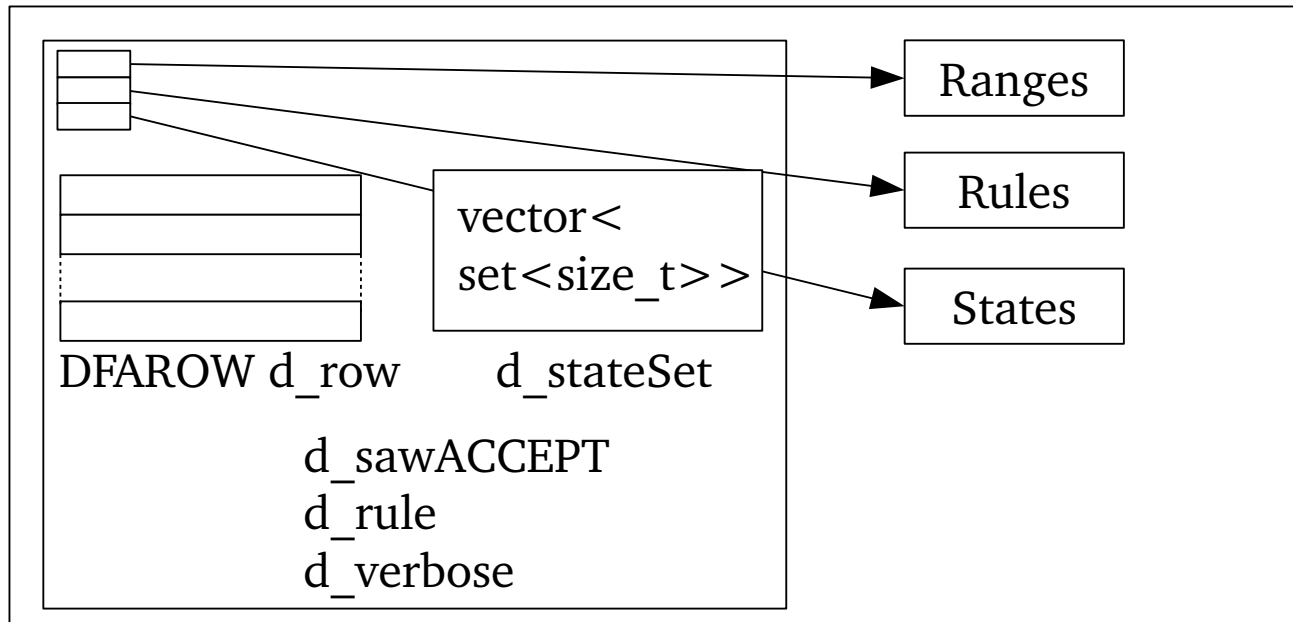 Ranges
Rules
vector<
set<size_t>>
States
DFAROW d_row
d_stateSet
d_sawACCEPT
d_rule
d_verbose